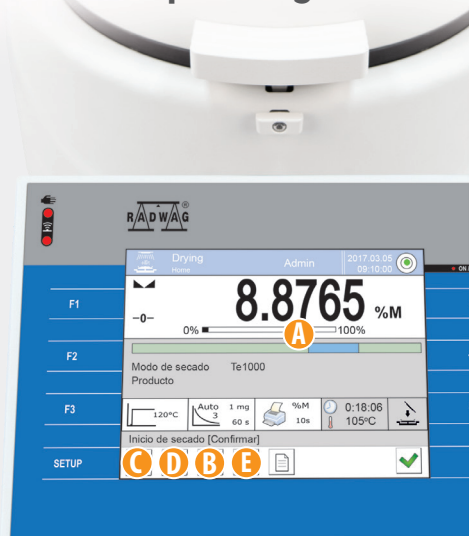 RADWAG
Drying
Home
Admin
2017.03.05
09:10:00
ON
8.8765 %M
-0-
0%
100%
A
F1
F2
F3
SETUP
Modo de secado Te1000
Producto
120°C
Auto 3
1 mg
60 s
%M
10s
0:18:06
105°C
Inicio de secado [Confirmar]
C D B E